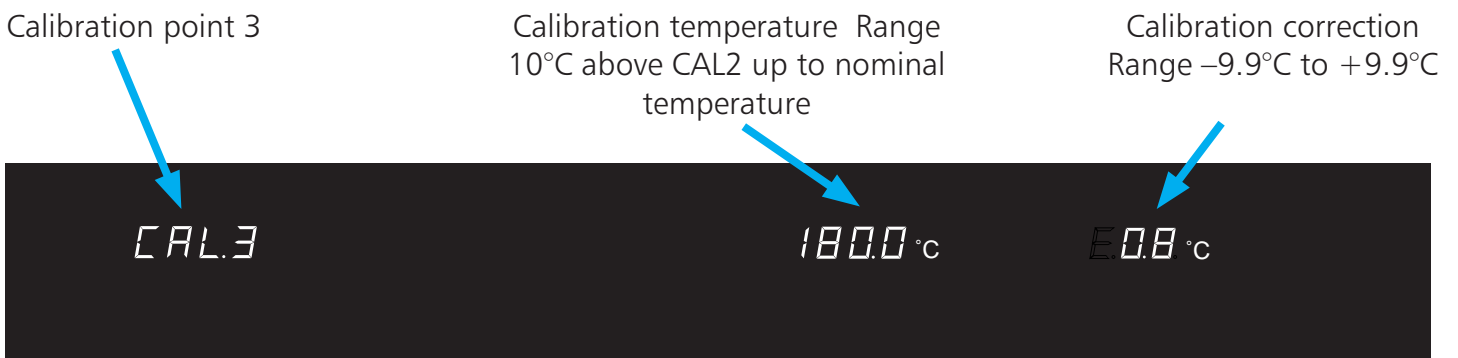 Calibration point 3
Calibration temperature Range
10°C above CAL2 up to nominal
temperature
Calibration correction
Range –9.9°C to +9.9°C
CAL.3
180.0 °C
0.8 °C